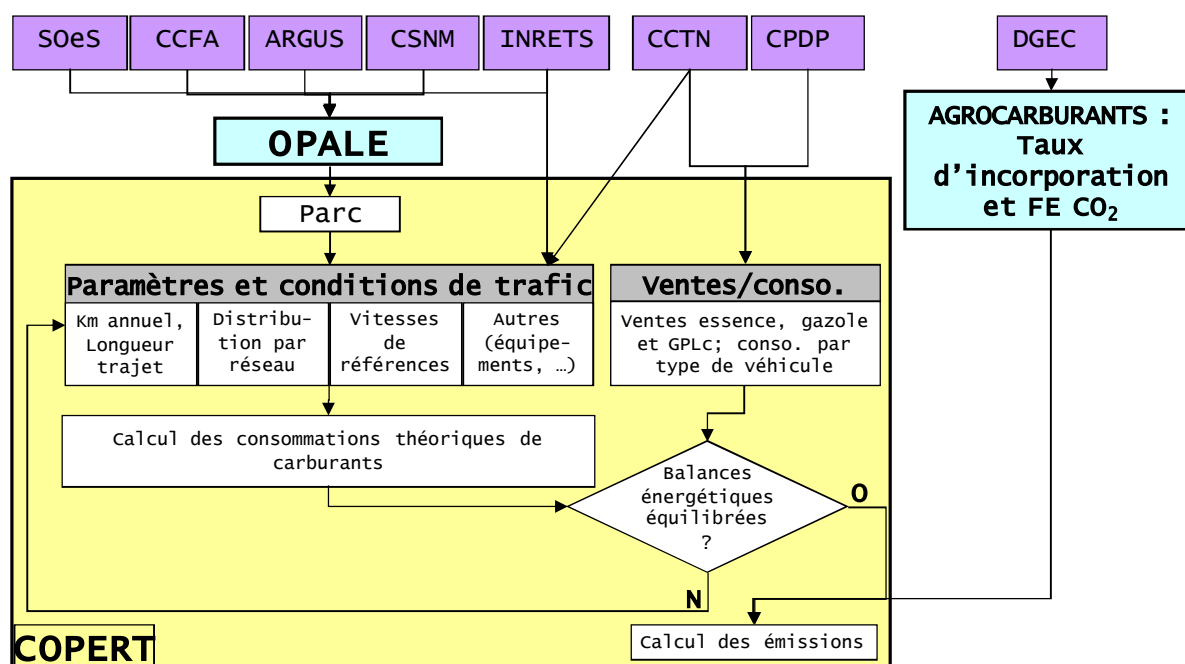 SOeS
CCFA
ARGUS
CSNM
INRETS
CCTN
CPDP
DGEC
OPALE
AGROCARBURANTS :
Taux
d’incorporation
et FE CO₂
Parc
Paramètres et conditions de trafic
Ventes/conso.
Km annuel,
Longueur
trajet
Distribu-
tion par
réseau
Vitesses
de
références
Autres
(équipe-
ments, …)
Ventes essence, gazole
et GPLc; conso. par
type de véhicule
Calcul des consommations théoriques de
carburants
Balances
énergétiques
équilibrées
?
O
N
Calcul des émissions
COPERT